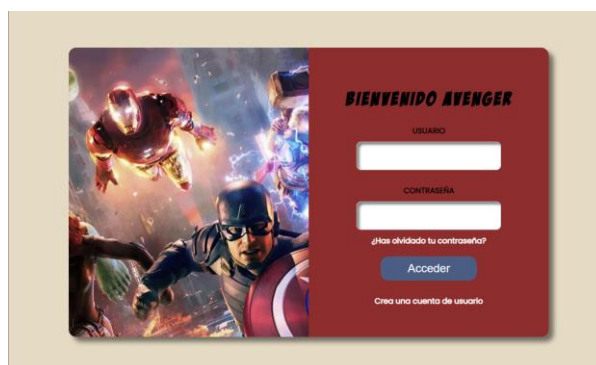 BIENVENIDO AVENGER
USUARIO
CONTRASEÑA
¿Has olvidado tu contraseña?
Acceder
Crea una cuenta de usuario